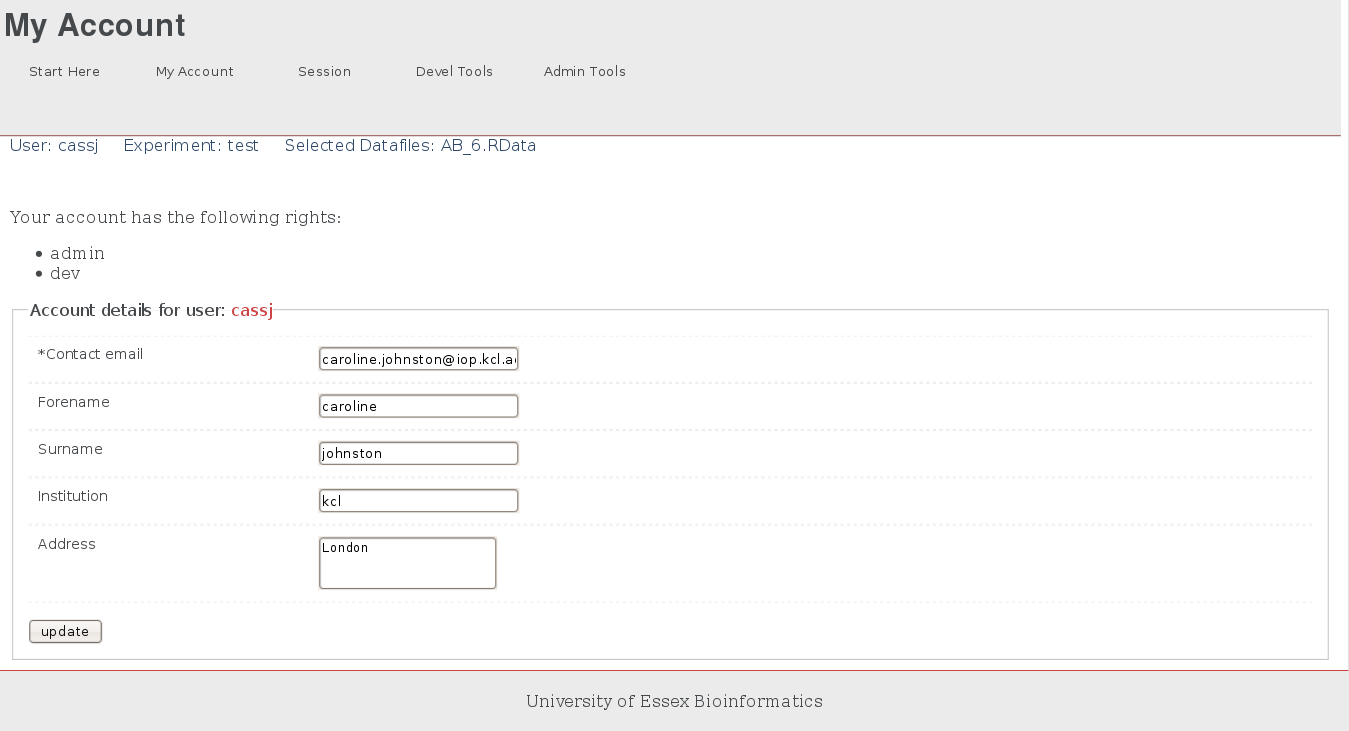 My Account
Start Here My Account Session Devel Tools Admin Tools
User: cassj Experiment: test Selected Datafiles: AB_6.RData
Your account has the following rights:
admin
dev
Account details for user: cassj
*Contact email caroline.johnston@iop.kcl.a
Forename caroline
Surname johnston
Institution kcl
Address London
update
University of Essex Bioinformatics